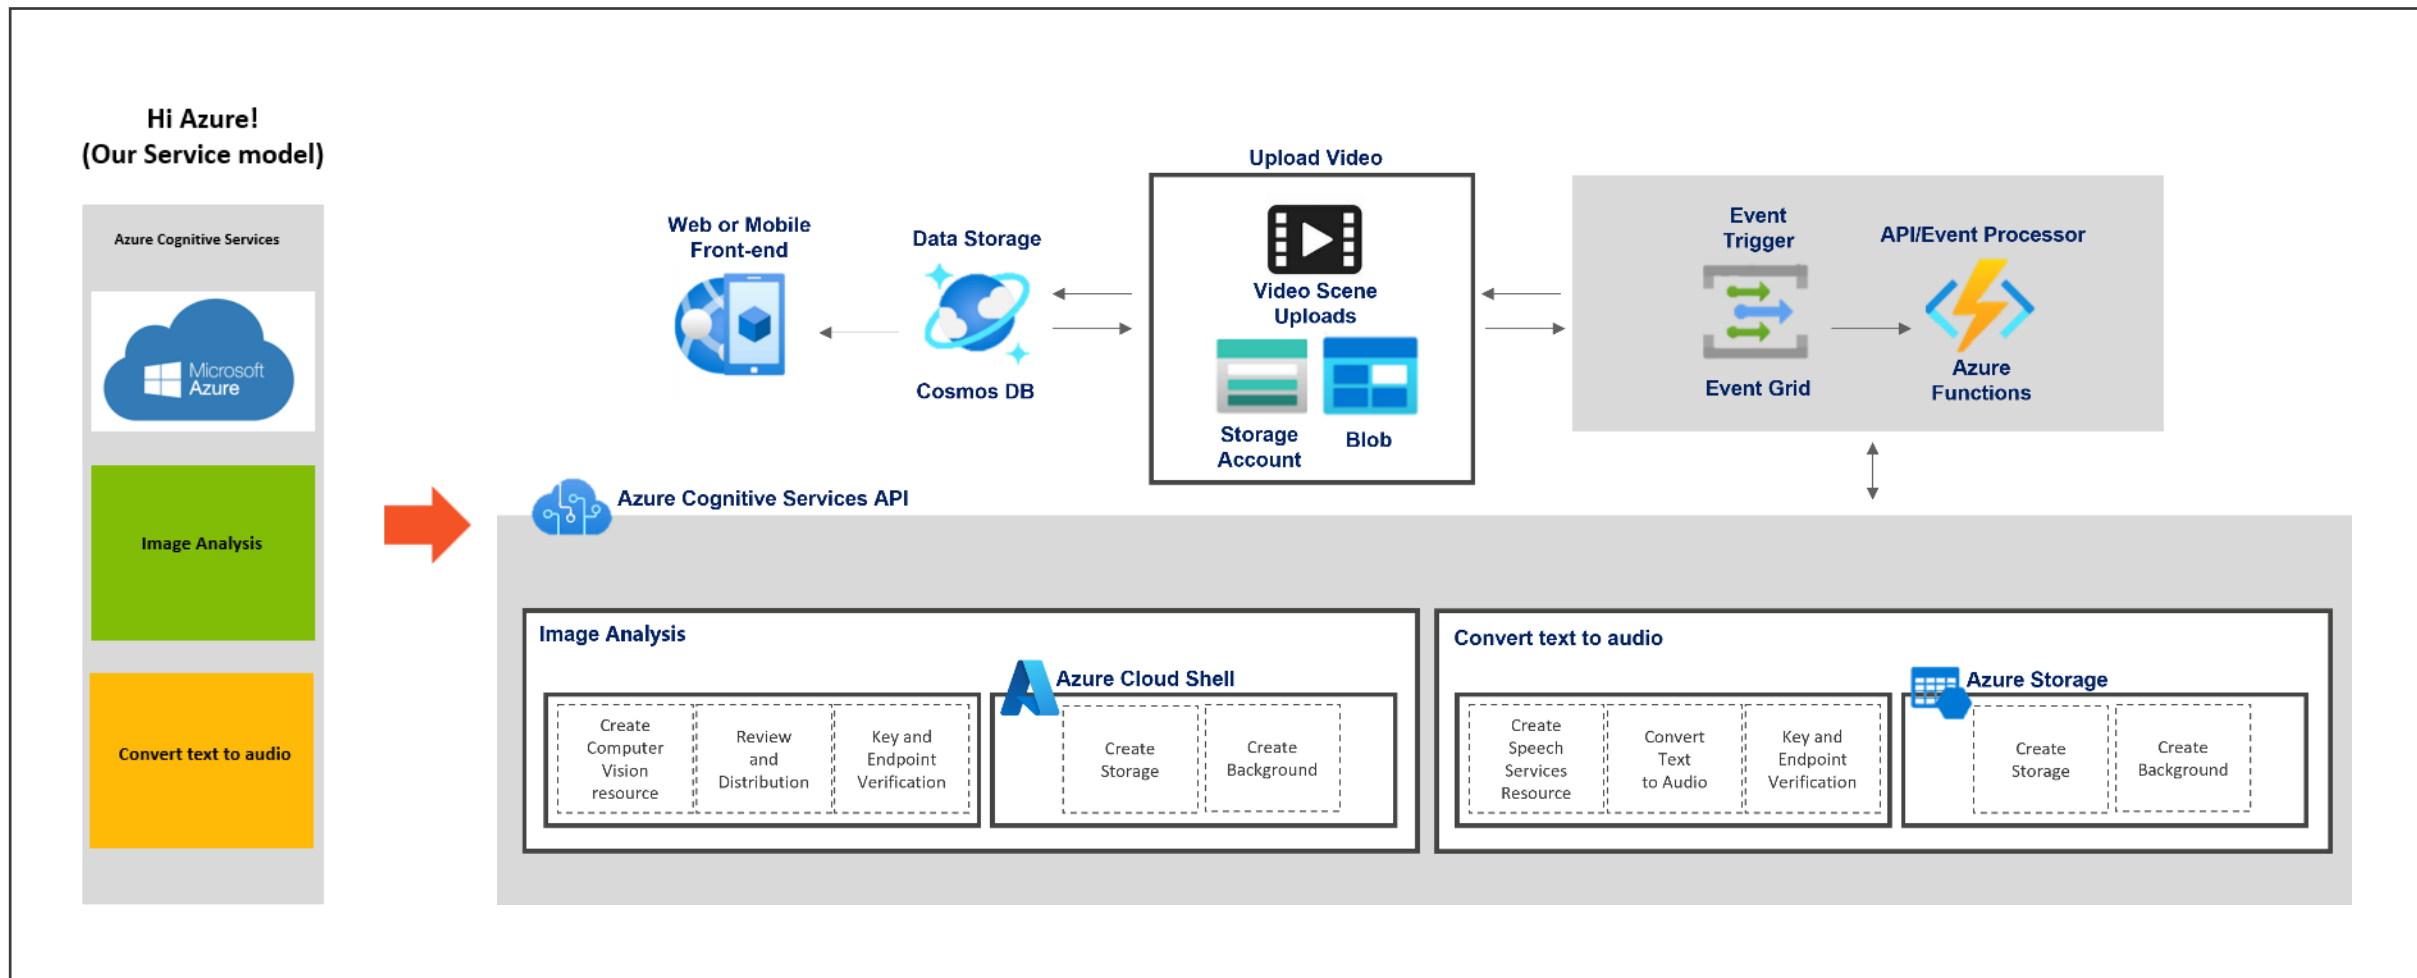 Hi Azure!
(Our Service model)
Azure Cognitive Services
Microsoft
Azure
Image Analysis
Convert text to audio
Web or Mobile
Front-end
Data Storage
Cosmos DB
Upload Video
Video Scene
Uploads
Storage
Account
Blob
Event
Trigger
Event Grid
API/Event Processor
Azure
Functions
Azure Cognitive Services API
Image Analysis
Create
Computer
Vision
resource
Review
and
Distribution
Key and
Endpoint
Verification
Azure Cloud Shell
Create
Storage
Create
Background
Convert text to audio
Create
Speech
Services
Resource
Convert
Text
to Audio
Key and
Endpoint
Verification
Azure Storage
Create
Storage
Create
Background